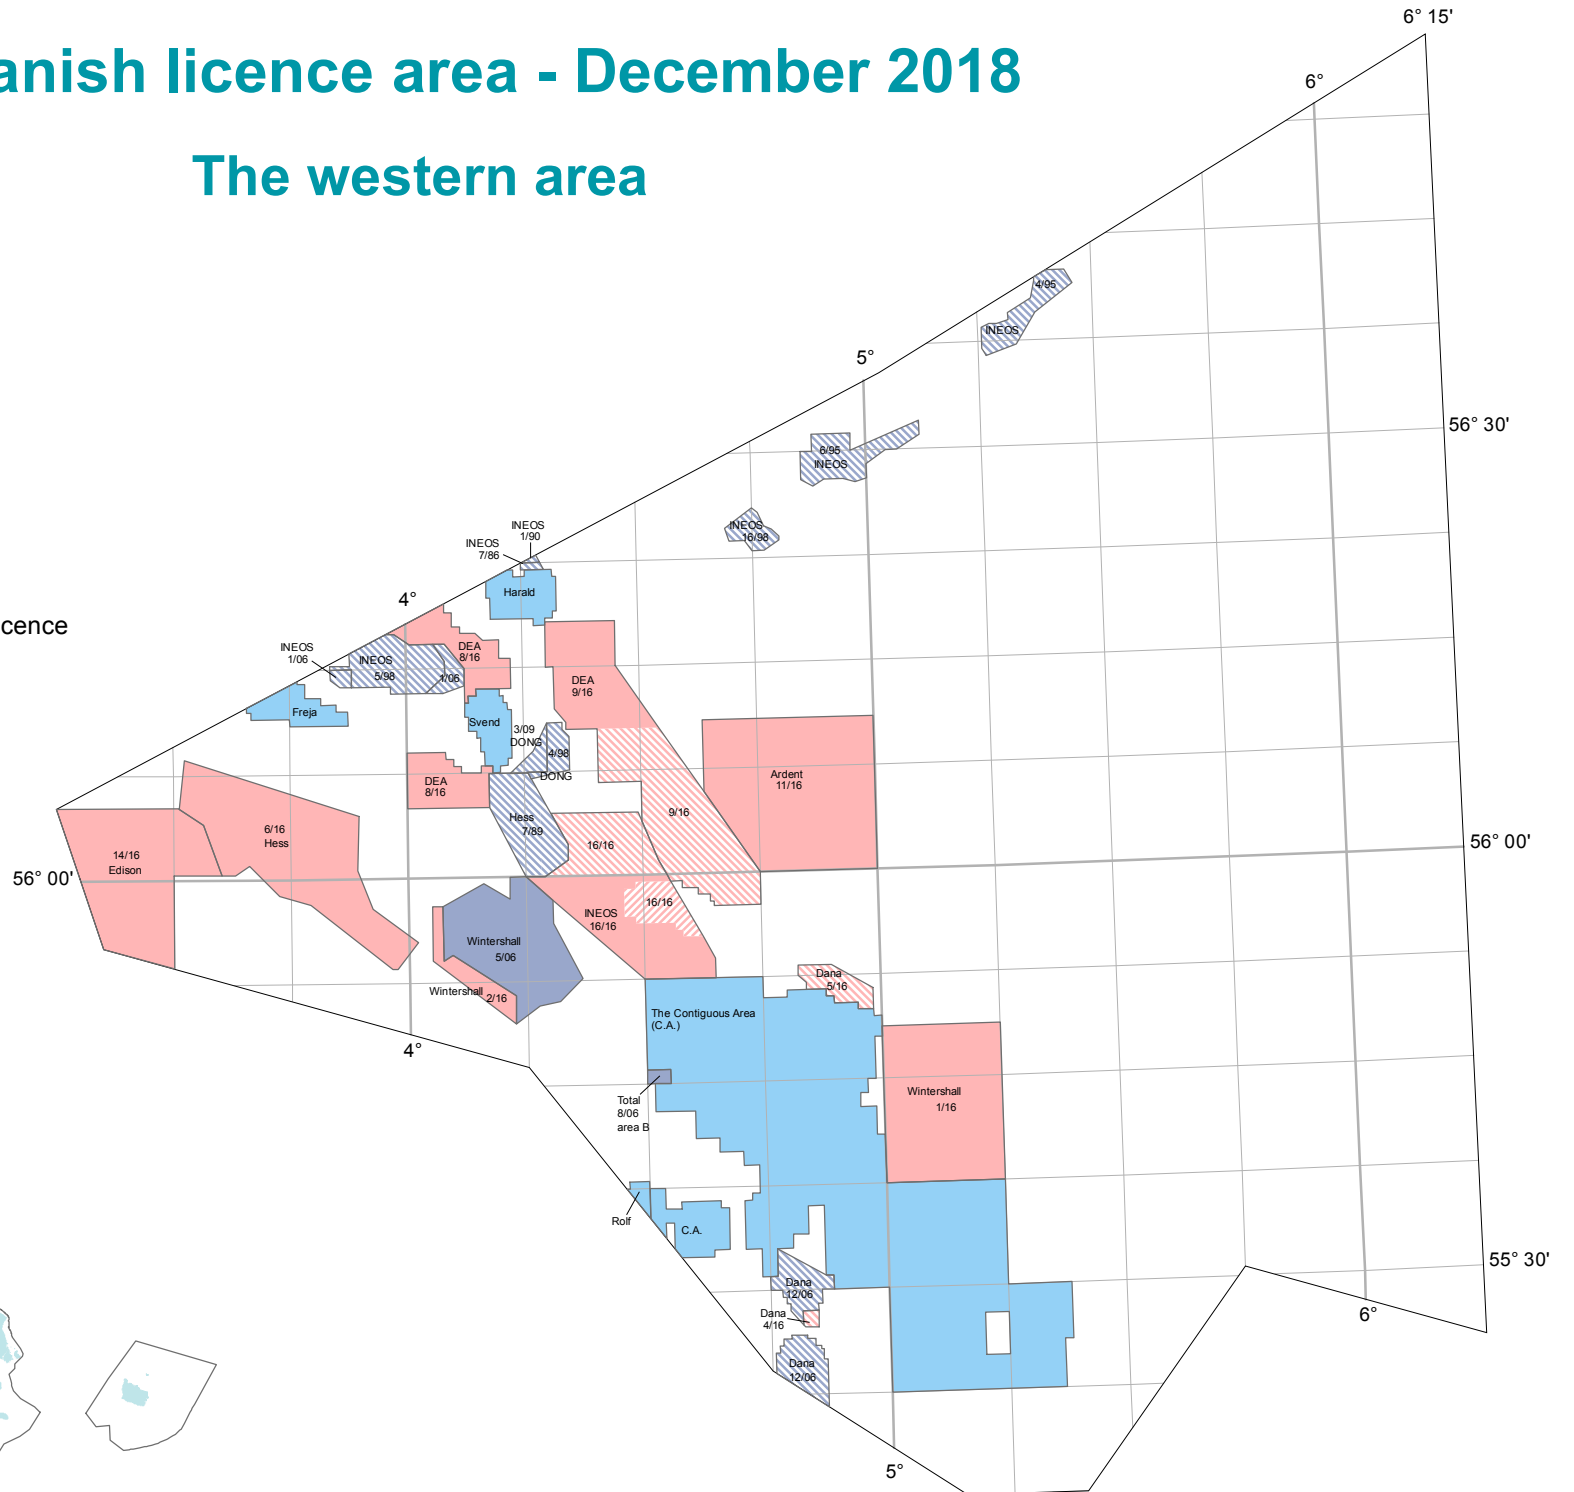 anish licence area - December 2018
The western area
6° 15'
6°
4/95
INEOS
5°
56° 30'
6/95
INEOS
INEOS
16/98
INEOS
1/90
INEOS
7/86
Harald
4°
cence
INEOS
1/06
INEOS
5/98
1/06
DEA
8/16
DEA
9/16
Freja
Svend
3/09
DONG
4/98
DONG
DEA
8/16
Ardent
11/16
Hess
7/89
9/16
6/16
Hess
16/16
14/16
Edison
56° 00'
56° 00'
INEOS
16/16
16/16
Wintershall
5/06
Wintershall
2/16
Dana
5/16
The Contiguous Area
(C.A.)
4°
Total
8/06
area B
Wintershall
1/16
Rolf
C.A.
55° 30'
Dana
12/06
Dana
4/16
6°
Dana
12/06
5°